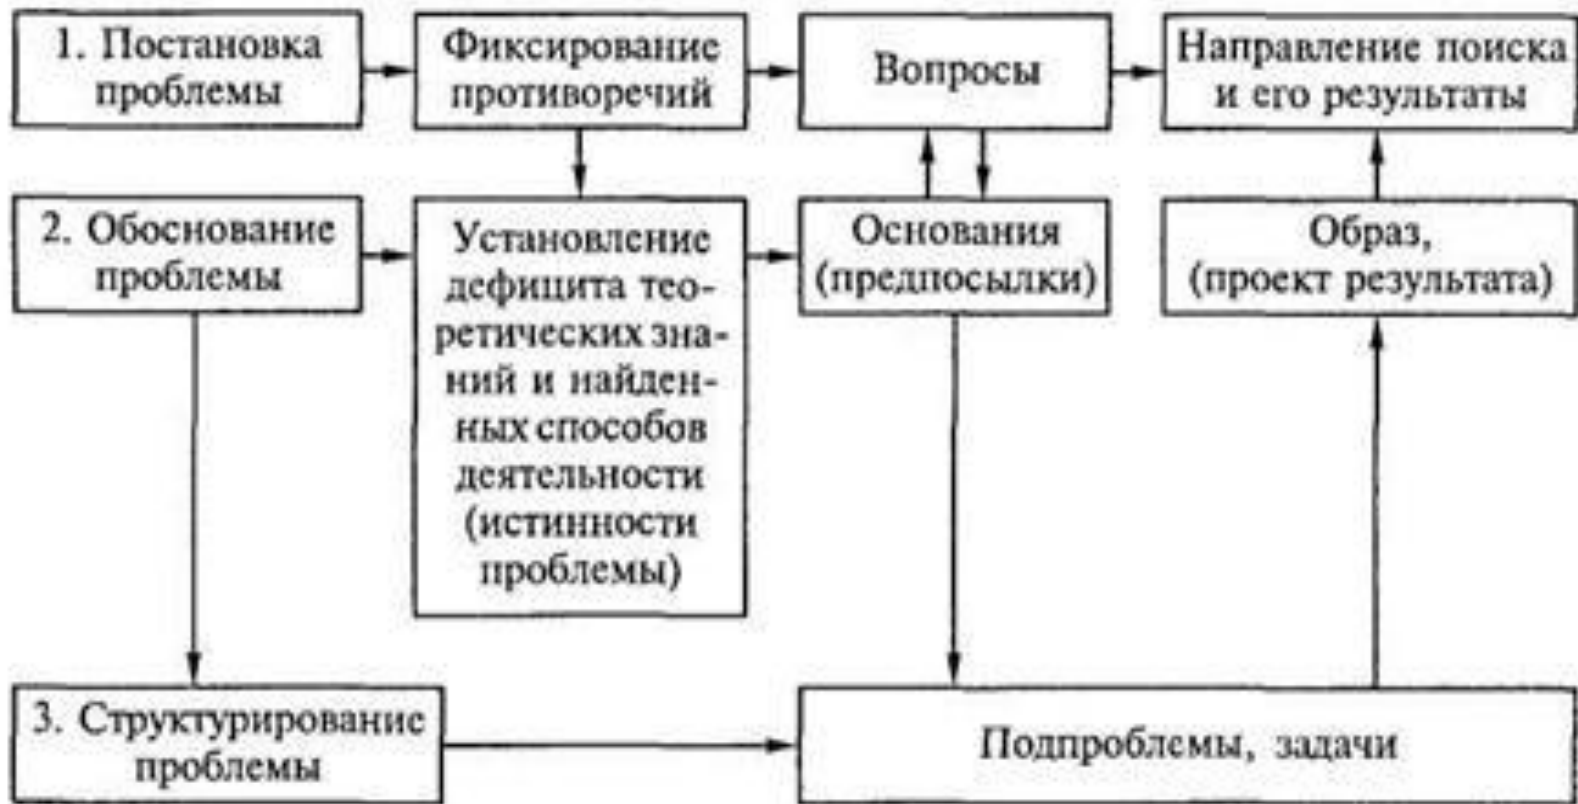 1. Постановка
проблемы
Фиксирование
противоречий
Вопросы
Направление поиска
и его результаты
2. Обоснование
проблемы
Установление
дефицита тео-
ретических зна-
ний и найден-
ных способов
деятельности
(истинности
проблемы)
Основания
(предпосылки)
Образ,
(проект результата)
3. Структурирование
проблемы
Подпроблемы, задачи